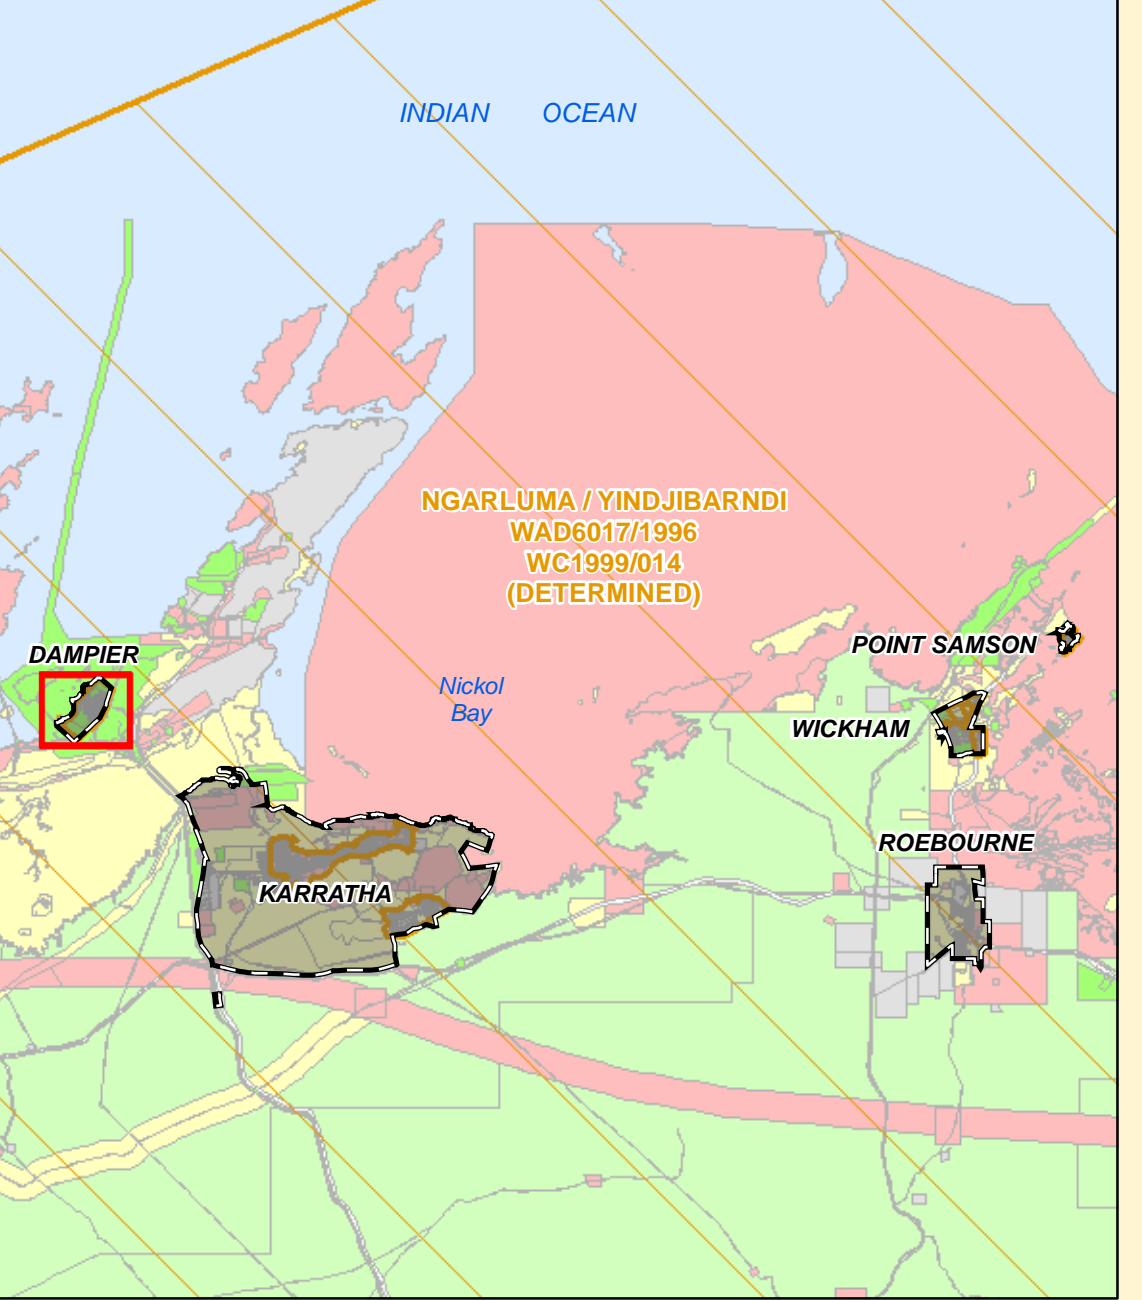 INDIAN OCEAN
NGARLUMA / YINDJIBARNDI
WAD6017/1996
WC1999/014
(DETERMINED)
POINT SAMSON
DAMPIER
Nickol
Bay
WICKHAM
ROEBOURNE
KARRATHA